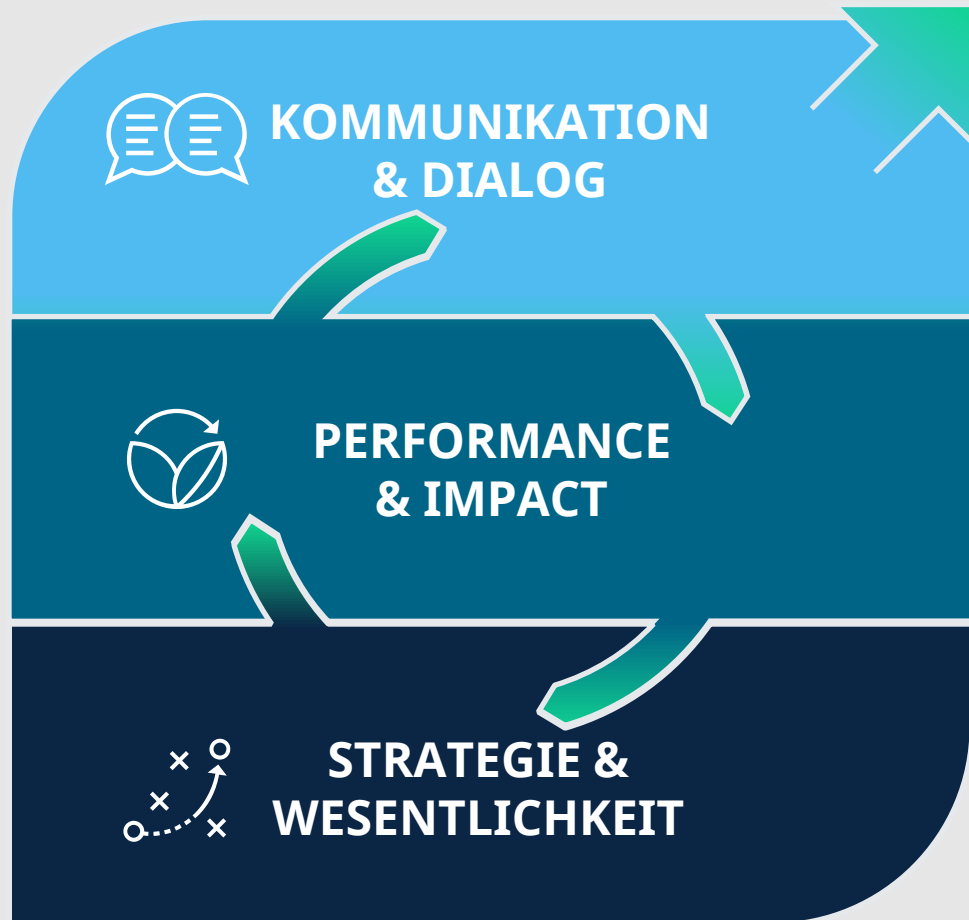 KOMMUNIKATION
& DIALOG
PERFORMANCE
& IMPACT
STRATEGIE &
WESENTLICHKEIT